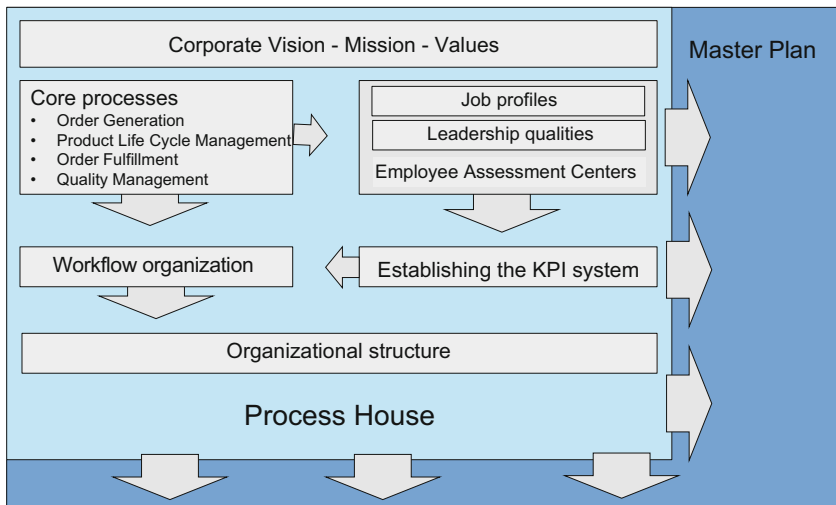 Corporate Vision - Mission - Values
Master Plan
Core processes
• Order Generation
• Product Life Cycle Management
• Order Fulfillment
• Quality Management
Job profiles
Leadership qualities
Employee Assessment Centers
Workflow organization
Establishing the KPI system
Organizational structure
Process House